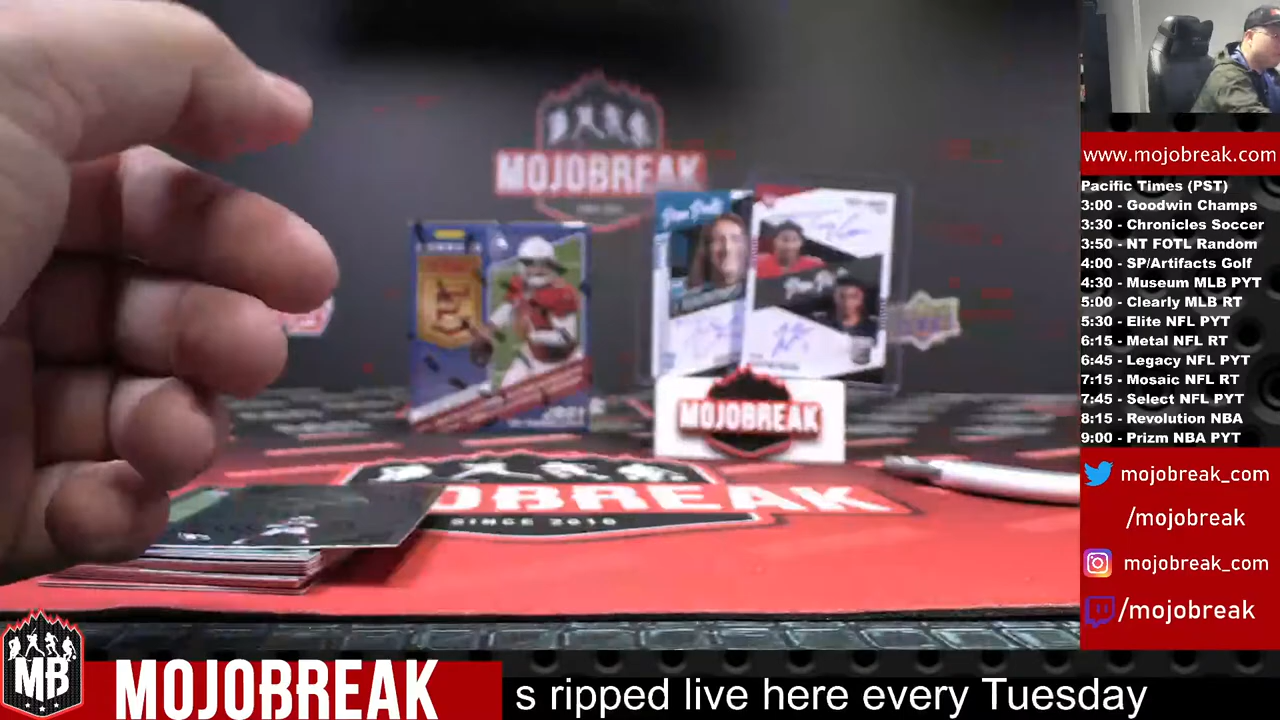 MOJOBREAK
MOJOBREAK
MOJOBREAK
SINCE 2010
2021
www.mojobreak.com
Pacific Times (PST)
3:00 - Goodwin Champs
3:30 - Chronicles Soccer
3:50 - NT FOTL Random
4:00 - SP/Artifacts Golf
4:30 - Museum MLB PYT
5:00 - Clearly MLB RT
5:30 - Elite NFL PYT
6:15 - Metal NFL RT
6:45 - Legacy NFL PYT
7:15 - Mosaic NFL RT
7:45 - Select NFL PYT
8:15 - Revolution NBA
9:00 - Prizm NBA PYT
mojobreak_com
/mojobreak
mojobreak_com
/mojobreak
MB
MOJOBREAK
s ripped live here every Tuesday